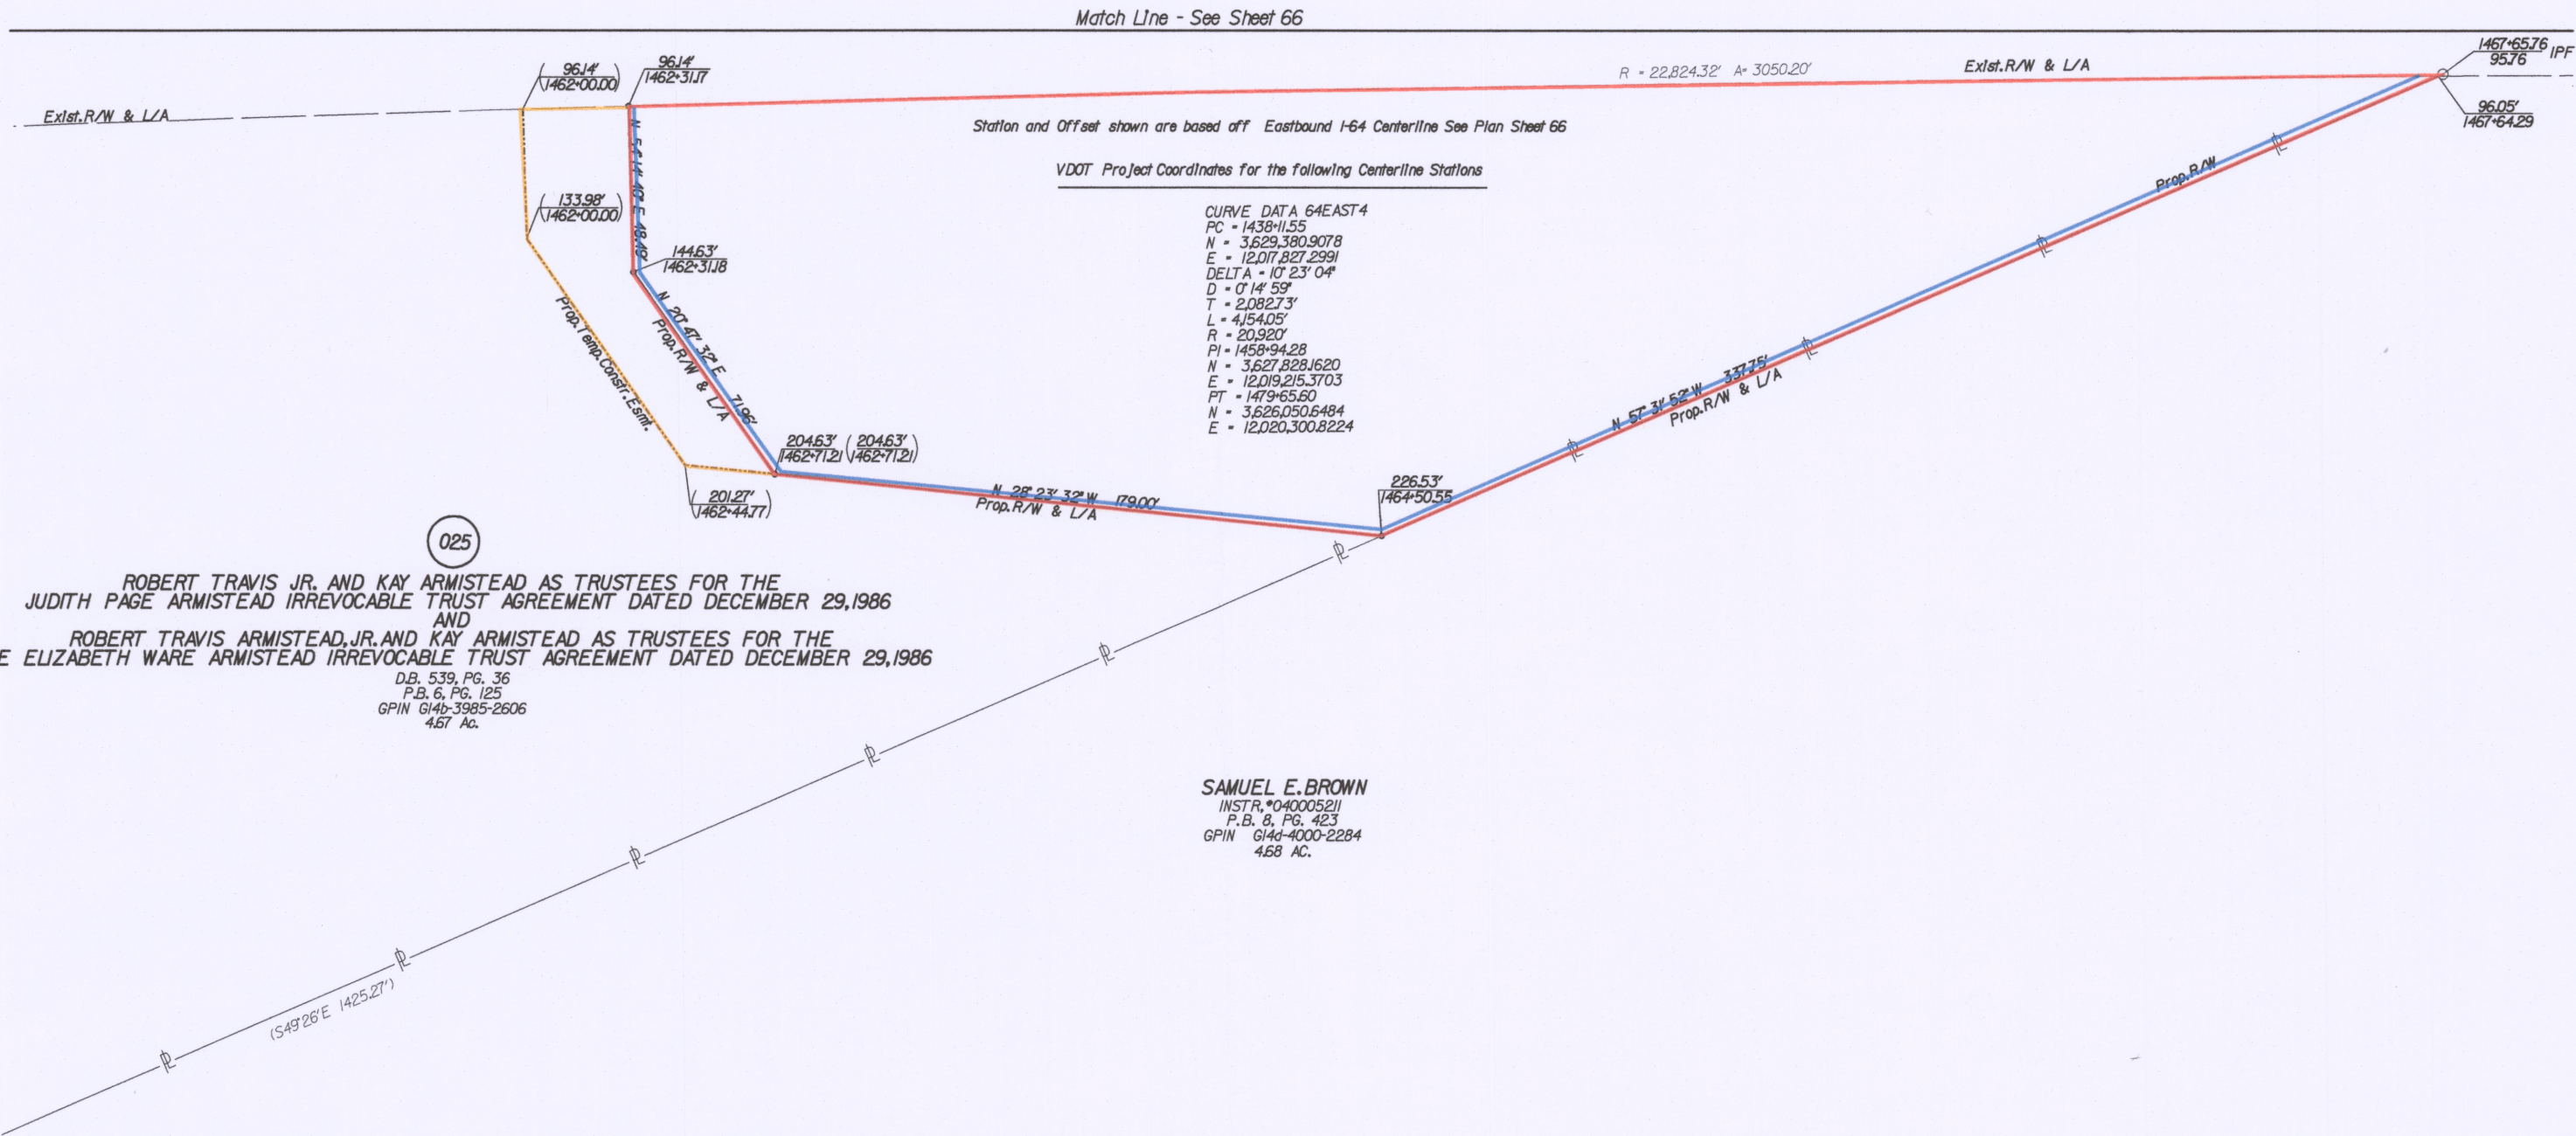 Match Line - See Sheet 66
( 96.14' )
(1462+00.00)
96.14'
1462+31.17
R = 22,824.32' A= 3050.20'
Exist.R/W & L/A
1467+65.76 IPF
95.76
Exist.R/W & L/A
96.05'
1467+64.29
Station and Offset shown are based off Eastbound I-64 Centerline See Plan Sheet 66
VDOT Project Coordinates for the following Centerline Stations
( 133.98' )
(1462+00.00)
144.63'
1462+31.18
CURVE DATA 64EAST4
PC = 1438+11.55
N = 3,629,380.9078
E = 12,017,827.2991
DELTA = 10° 23' 04"
D = 0° 14' 59"
T = 2,082.73'
L = 4,154.05'
R = 20,920'
PI = 1458+94.28
N = 3,627,828.1620
E = 12,019,215.3703
PT = 1479+65.60
N = 3,626,050.6484
E = 12,020,300.8224
48.49'
N 20° 47' 32" E 71.96'
Prop.R/W & L/A
Prop.Temp.Constr.Esmt.
Prop.R/W
N 57° 31' 52" W 337.75'
Prop.R/W & L/A
204.63' ( 204.63' )
1462+71.21 (1462+71.21)
( 201.27' )
(1462+44.77)
N 28° 23' 32" W 179.00'
Prop.R/W & L/A
226.53'
1464+50.55
025
ROBERT TRAVIS JR. AND KAY ARMISTEAD AS TRUSTEES FOR THE
JUDITH PAGE ARMISTEAD IRREVOCABLE TRUST AGREEMENT DATED DECEMBER 29,1986
AND
ROBERT TRAVIS ARMISTEAD,JR.AND KAY ARMISTEAD AS TRUSTEES FOR THE
E ELIZABETH WARE ARMISTEAD IRREVOCABLE TRUST AGREEMENT DATED DECEMBER 29,1986
D.B. 539, PG. 36
P.B. 6, PG. 125
GPIN G14b-3985-2606
4.67 Ac.
SAMUEL E.BROWN
INSTR.#040005211
P.B. 8, PG. 423
GPIN G14d-4000-2284
4.68 AC.
(S49°26'E 1425.27')